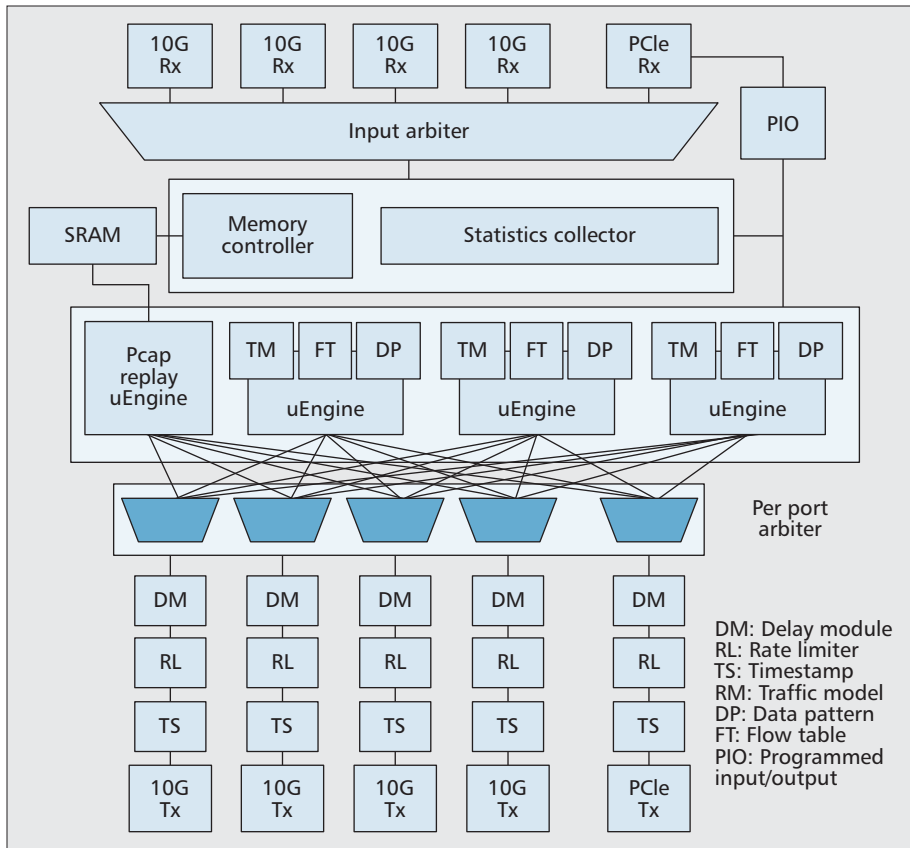 10G
Rx
10G
Rx
10G
Rx
10G
Rx
PCIe
Rx
Input arbiter
PIO
SRAM
Memory
controller
Statistics collector
Pcap
replay
uEngine
TM
FT
DP
uEngine
TM
FT
DP
uEngine
TM
FT
DP
uEngine
Per port
arbiter
DM
DM
DM
DM
DM
RL
RL
RL
RL
RL
TS
TS
TS
TS
TS
10G
Tx
10G
Tx
10G
Tx
10G
Tx
PCIe
Tx
DM: Delay module
RL: Rate limiter
TS: Timestamp
RM: Traffic model
DP: Data pattern
FT: Flow table
PIO: Programmed
input/output